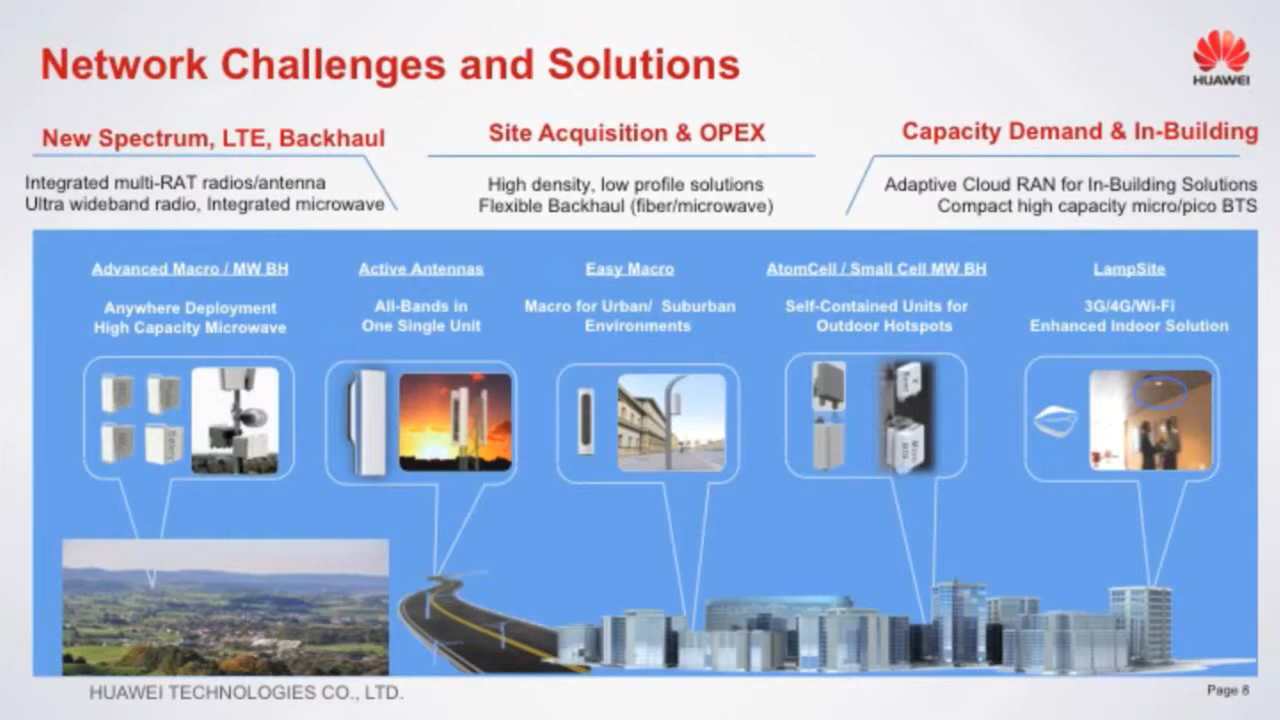 Network Challenges and Solutions
HUAWEI
New Spectrum, LTE, Backhaul
Integrated multi-RAT radios/antenna
Ultra wideband radio, Integrated microwave
Site Acquisition & OPEX
High density, low profile solutions
Flexible Backhaul (fiber/microwave)
Capacity Demand & In-Building
Adaptive Cloud RAN for In-Building Solutions
Compact high capacity micro/pico BTS
Advanced Macro / MW BH
Anywhere Deployment
High Capacity Microwave
Active Antennas
All-Bands in
One Single Unit
Easy Macro
Macro for Urban/ Suburban
Environments
AtomCell / Small Cell MW BH
Self-Contained Units for
Outdoor Hotspots
LampSite
3G/4G/Wi-Fi
Enhanced Indoor Solution
HUAWEI TECHNOLOGIES CO., LTD.
Page 8